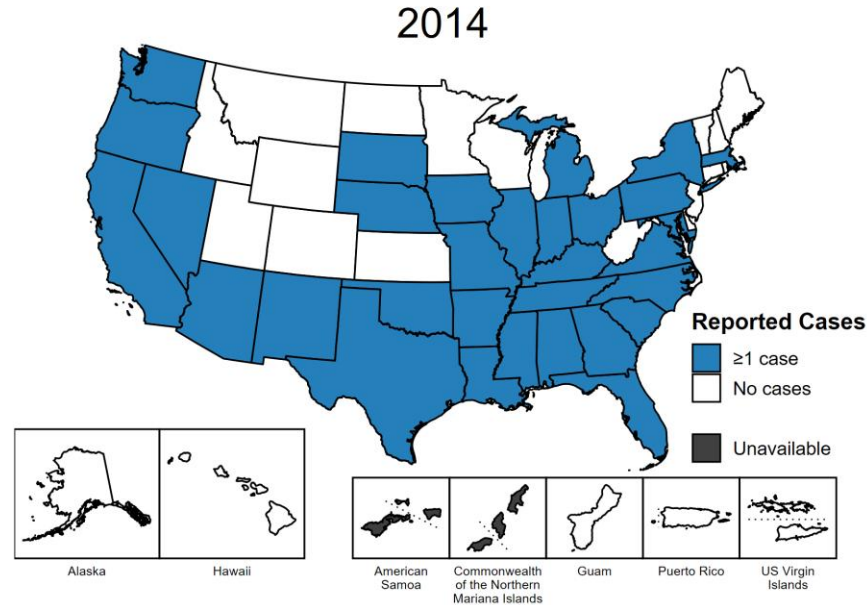 2014
Reported Cases
≥1 case
No cases
Unavailable
Alaska
Hawaii
American
Samoa
Commonwealth
of the Northern
Mariana Islands
Guam
Puerto Rico
US Virgin
Islands